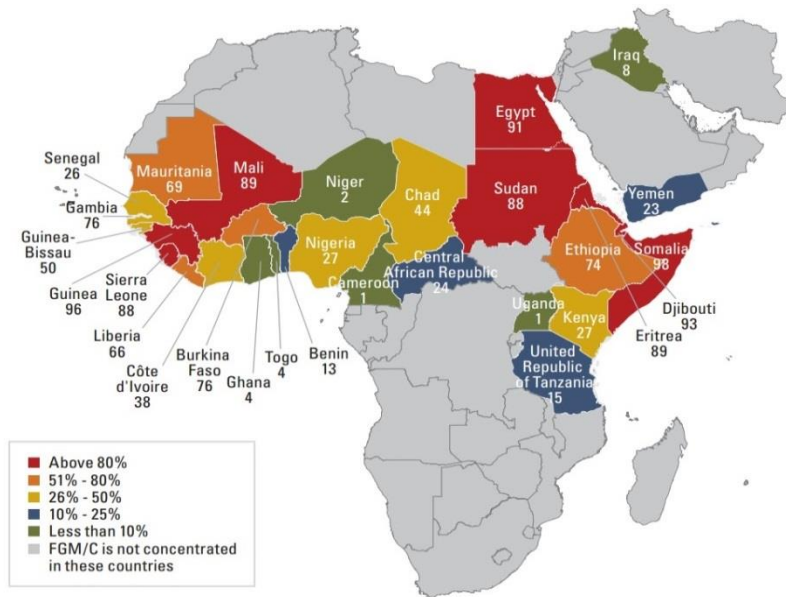 Iraq
8
Egypt
91
Senegal
26
Mauritania
69
Mali
89
Niger
2
Chad
44
Sudan
88
Yemen
23
Gambia
76
Guinea-
Bissau
50
Nigeria
27
Ethiopia
74
Somalia
98
Central
African Republic
24
Cameroon
1
Guinea
96
Sierra
Leone
88
Liberia
66
Côte
d'Ivoire
38
Burkina
Faso
76
Ghana
4
Togo
4
Benin
13
Uganda
1
Kenya
27
Djibouti
93
Eritrea
89
United
Republic
of Tanzania
15
Above 80%
51% - 80%
26% - 50%
10% - 25%
Less than 10%
FGM/C is not concentrated
in these countries